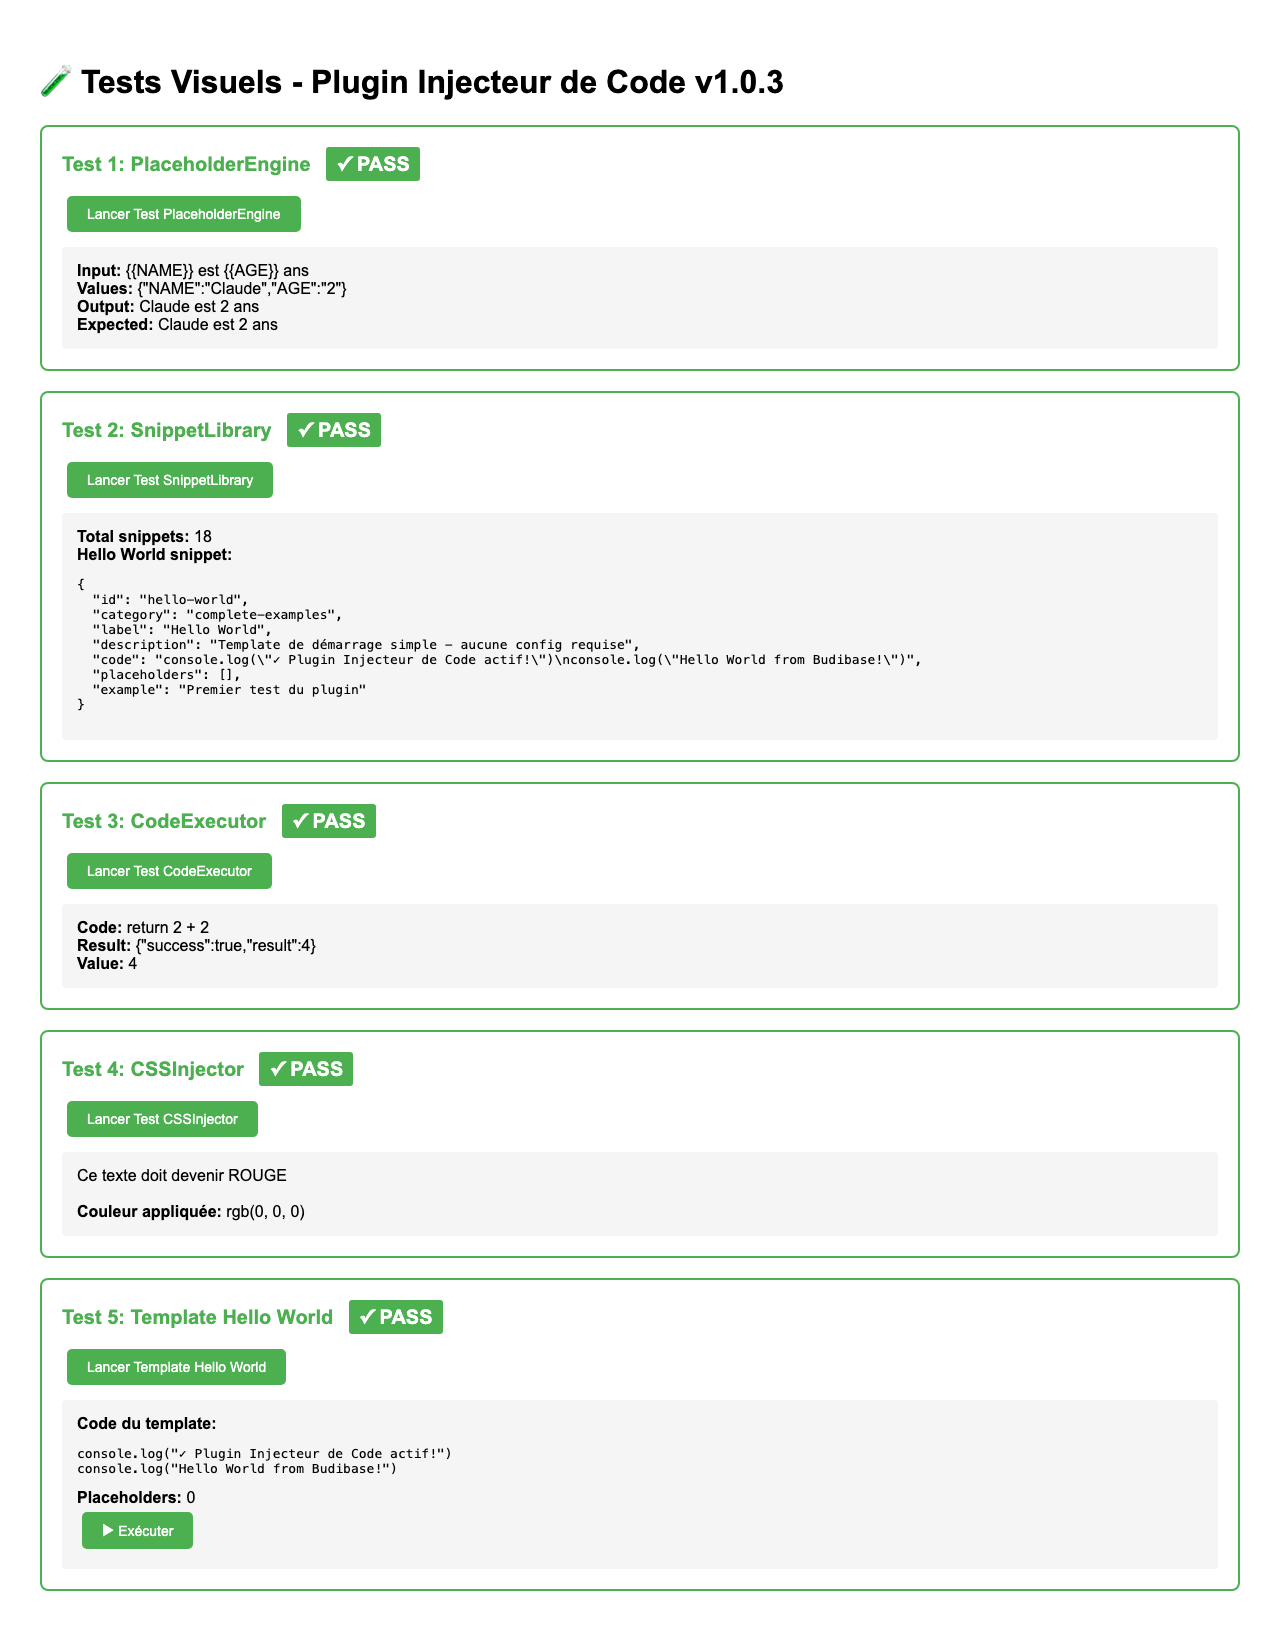 🧪 Tests Visuels - Plugin Injecteur de Code v1.0.3
Test 1: PlaceholderEngine ✓ PASS
Lancer Test PlaceholderEngine
Input: {{NAME}} est {{AGE}} ans
Values: {"NAME":"Claude","AGE":"2"}
Output: Claude est 2 ans
Expected: Claude est 2 ans
Test 2: SnippetLibrary ✓ PASS
Lancer Test SnippetLibrary
Total snippets: 18
Hello World snippet:
{
  "id": "hello-world",
  "category": "complete-examples",
  "label": "Hello World",
  "description": "Template de démarrage simple - aucune config requise",
  "code": "console.log(\"✓ Plugin Injecteur de Code actif!\")\nconsole.log(\"Hello World from Budibase!\")",
  "placeholders": [],
  "example": "Premier test du plugin"
}
Test 3: CodeExecutor ✓ PASS
Lancer Test CodeExecutor
Code: return 2 + 2
Result: {"success":true,"result":4}
Value: 4
Test 4: CSSInjector ✓ PASS
Lancer Test CSSInjector
Ce texte doit devenir ROUGE
Couleur appliquée: rgb(0, 0, 0)
Test 5: Template Hello World ✓ PASS
Lancer Template Hello World
Code du template:
console.log("✓ Plugin Injecteur de Code actif!")
console.log("Hello World from Budibase!")
Placeholders: 0
▶ Exécuter